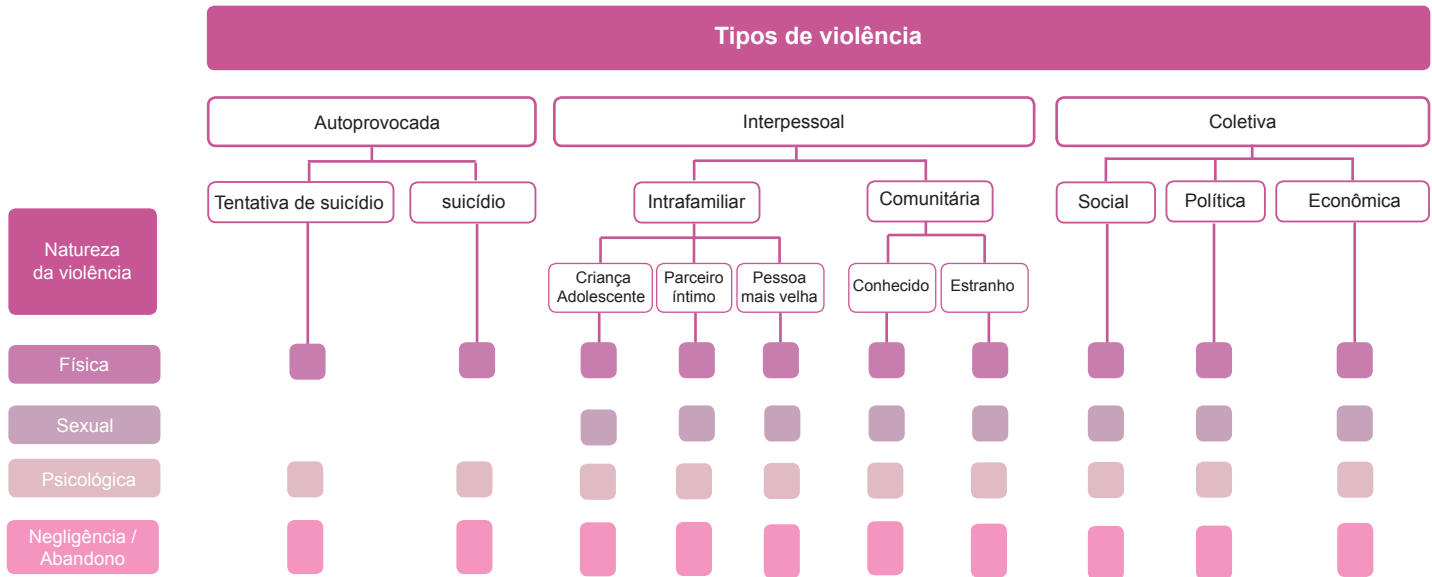 Tipos de violência
Autoprovocada
Interpessoal
Coletiva
Tentativa de suicídio
suicídio
Intrafamiliar
Comunitária
Social
Política
Econômica
Natureza
da violência
Criança
Adolescente
Parceiro
íntimo
Pessoa
mais velha
Conhecido
Estranho
Física
Sexual
Psicológica
Negligência /
Abandono